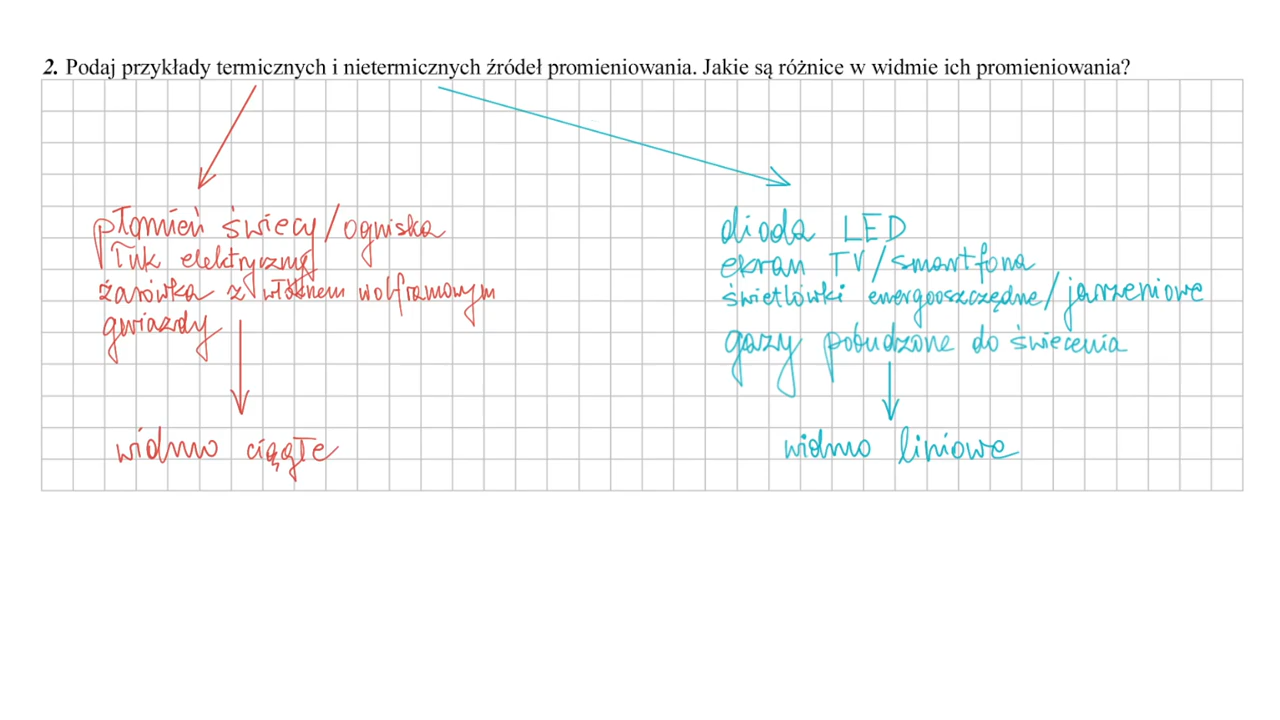 2. Podaj przykłady termicznych i nietermicznych źródeł promieniowania. Jakie są różnice w widmie ich promieniowania?
płomień świecy/ogniska
łuk elektryczny
żarówka z włóknem wolframowym
gwiazdy
widmo ciągłe
dioda LED
ekran TV/smartfona
świetlówki energooszczędne/jarzeniowe
gazy pobudzone do świecenia
widmo liniowe